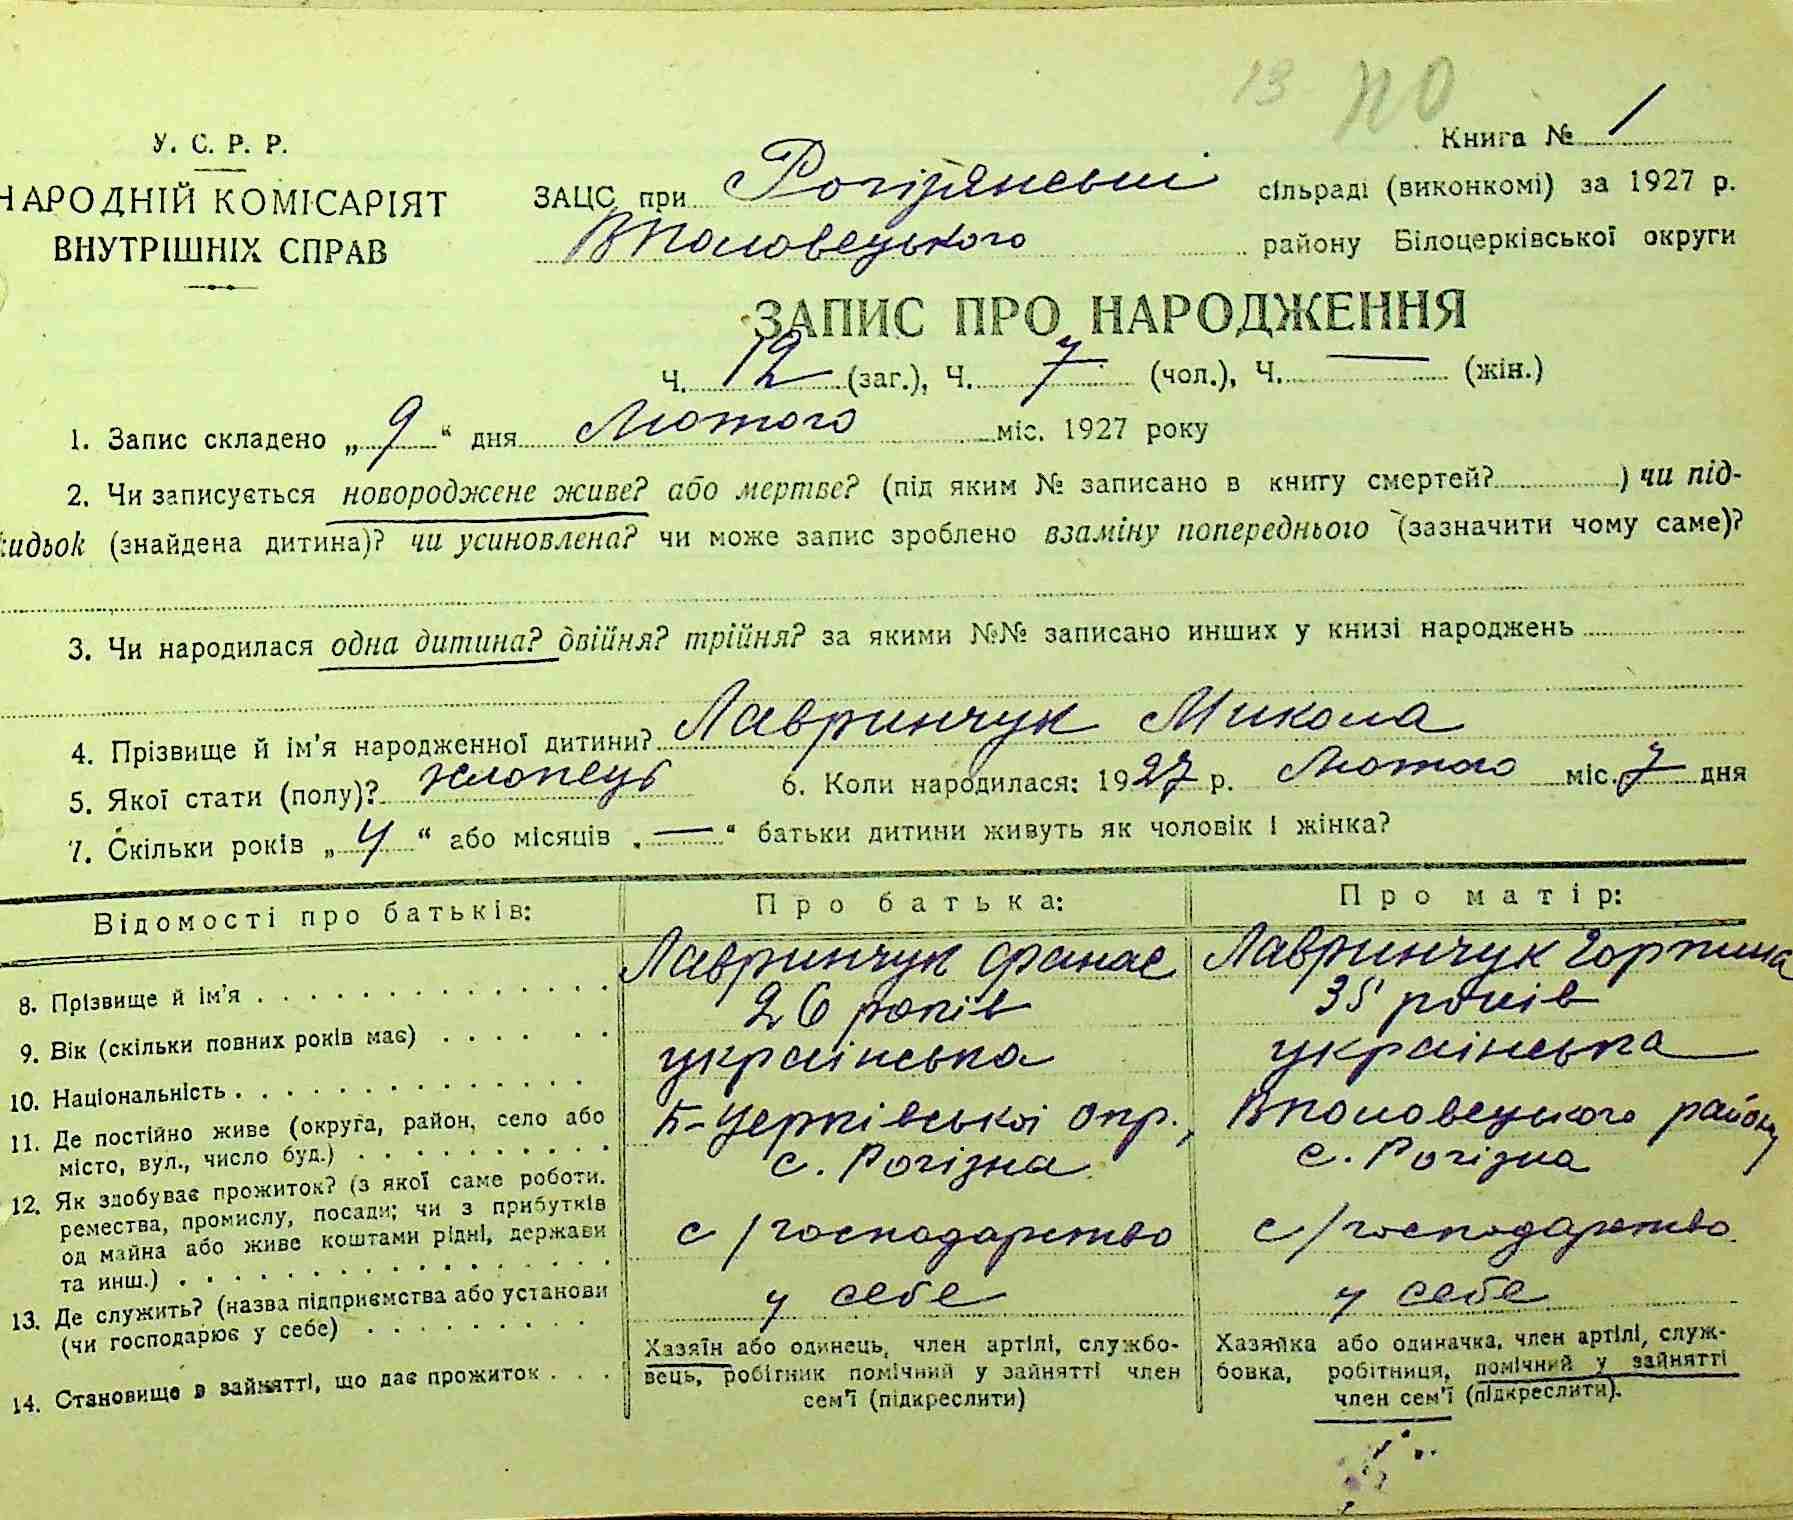 13 110
У. С. Р. Р.
НАРОДНІЙ КОМІСАРІЯТ
ВНУТРІШНІХ СПРАВ
Книга № 1
ЗАЦС при Рогізянській сільраді (виконкомі) за 1927 р.
Вполовецького району Білоцерківської округи
ЗАПИС ПРО НАРОДЖЕННЯ
Ч. 12 (заг.), Ч. 7 (чол.), Ч. — (жін.)
1. Запис складено „ 9 “ дня Лютого міс. 1927 року
2. Чи записується новороджене живе? або мертве? (під яким № записано в книгу смертей? ) чи під-
кидьок (знайдена дитина)? чи усиновлена? чи може запис зроблено взаміну попереднього (зазначити чому саме)?
3. Чи народилася одна дитина? двійня? трійня? за якими №№ записано инших у книзі народжень
4. Прізвище й ім'я народженної дитини? Лавринчук Микола
5. Якої стати (полу)? хлопець 6. Коли народилася: 1927 р. Лютого міс. 7 дня
7. Скільки років „ 4 “ або місяців „ — “ батьки дитини живуть як чоловік і жінка?
Відомості про батьків: Про батька: Про матір:
8. Прізвище й ім'я . . . . . . . . . . . . . . Лавринчук Фанас Лавринчук Горпина
9. Вік (скільки повних років має) . . . . . . 26 років 35 років
10. Національність . . . . . . . . . . . . . українська українська
11. Де постійно живе (округа, район, село або
місто, вул., число буд.) . . . . . . . . . . Б-Церківської окр., Вполовецького району
с. Рогізна с. Рогізна
12. Як здобуває прожиток? (з якої саме роботи,
ремества, промислу, посади; чи з прибутків
од майна або живе коштами рідні, держави
та инш.) . . . . . . . . . . . . . . . . с/господарство с/господарство
13. Де служить? (назва підприємства або установи
(чи господарює у себе) . . . . . . . . . у себе у себе
14. Становище в зайнятті, що дає прожиток . . .
Хазяїн або одинець, член артілі, службо-
вець, робітник помічний у зайнятті член
сем'ї (підкреслити)
Хазяйка або одиначка, член артілі, служ-
бовка, робітниця, помічний у зайнятті
член сем'ї (підкреслити).